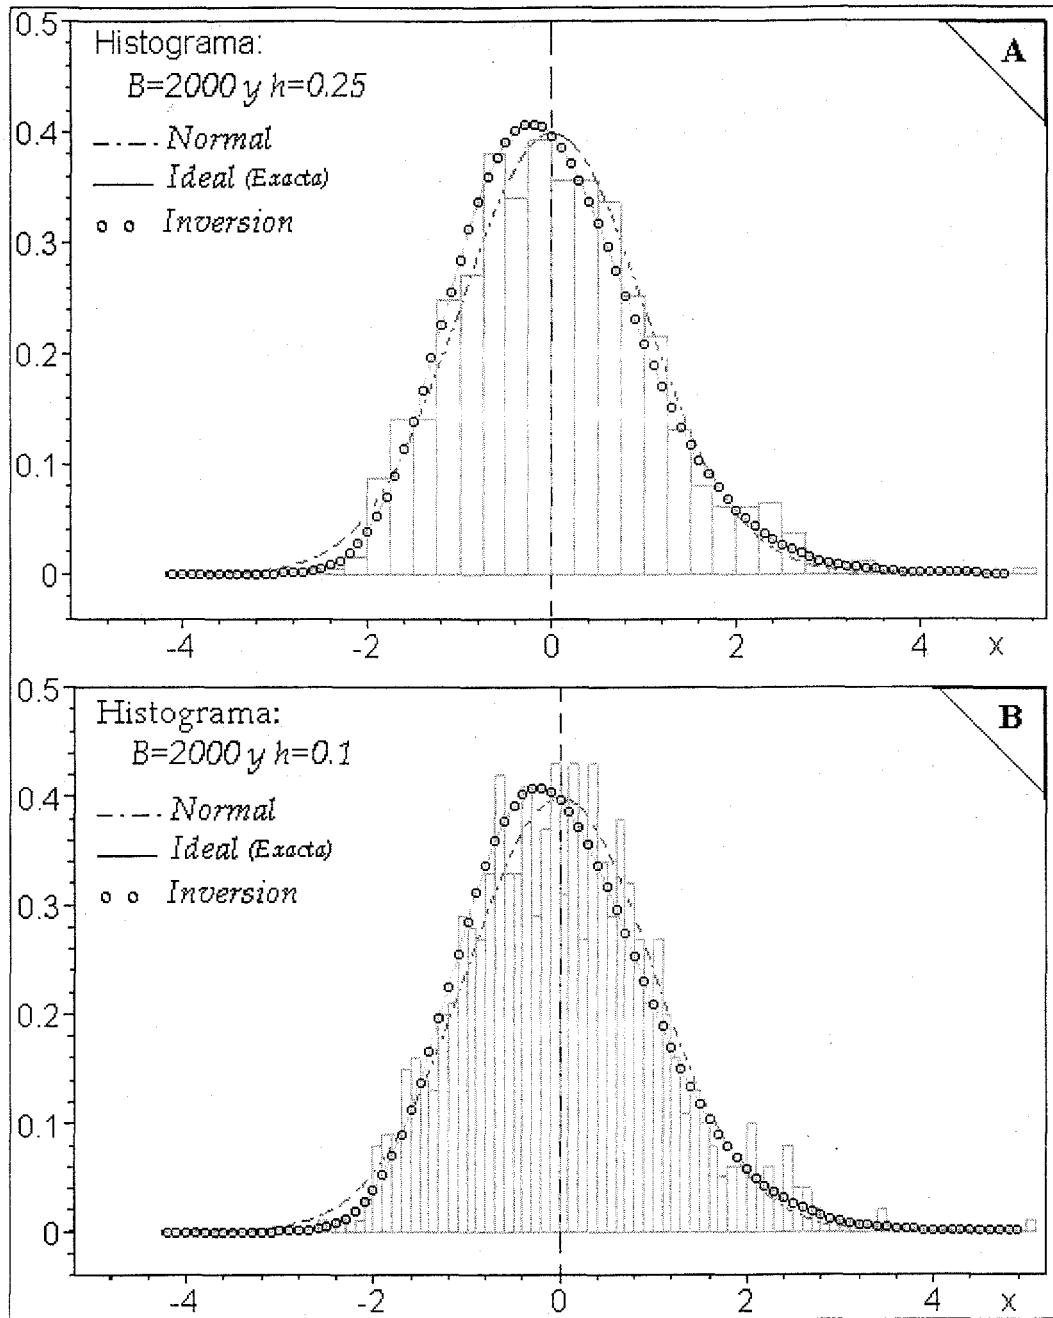 0.5
Histograma:
A
B=2000 y h=0.25
0.4
Normal
Ideal (Exacta)
Inversion
0.3
0.2
0.1
0
-4 -2 0 2 4 X
0.5
Histograma:
B
B=2000 y h=0.1
0.4
Normal
Ideal (Exacta)
Inversion
0.3
0.2
0.1
0
-4 -2 0 2 4 X